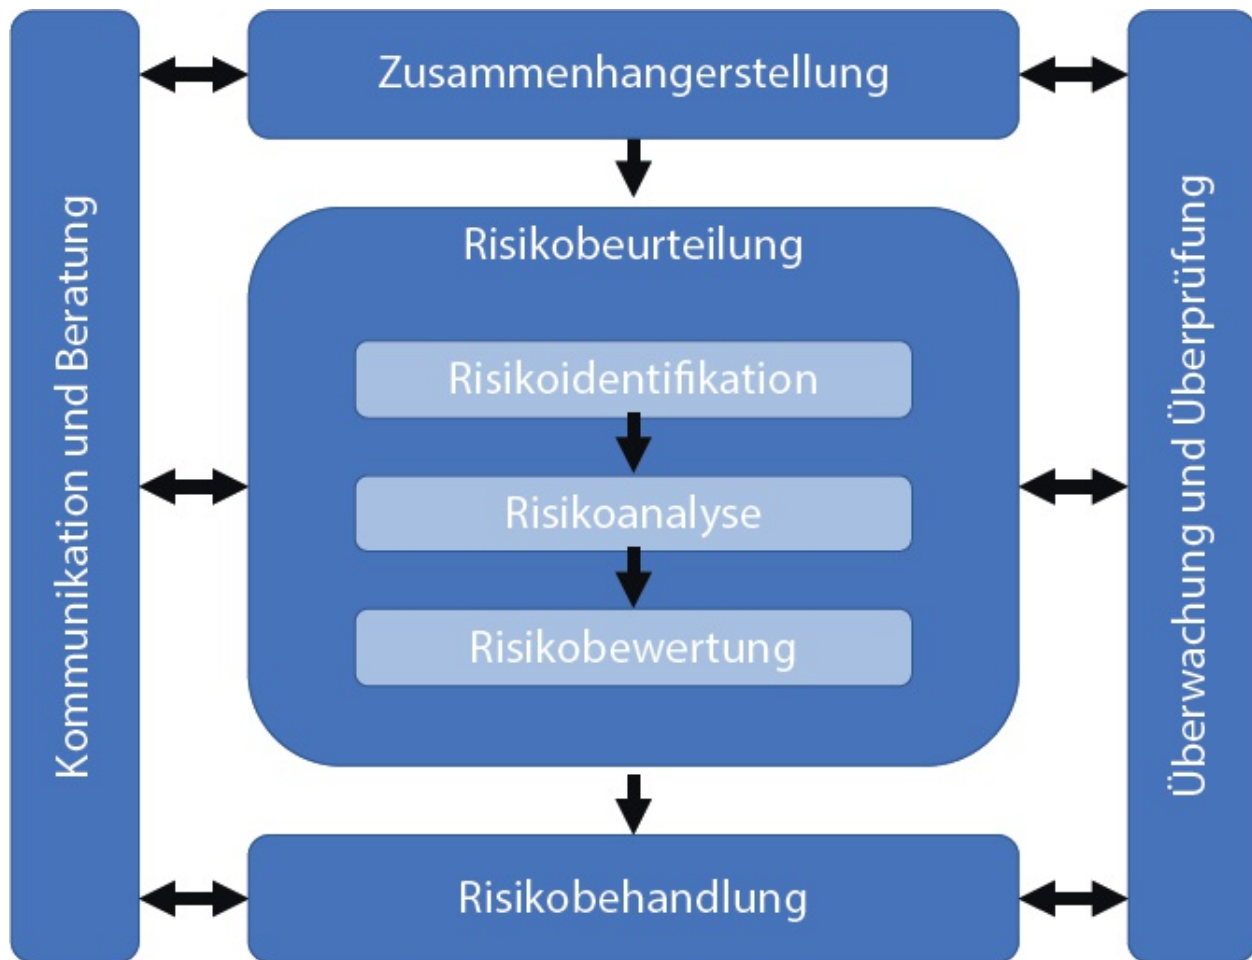 Zusammenhangerstellung
Kommunikation und Beratung
Risikobeurteilung
Risikoidentifikation
Risikoanalyse
Risikobewertung
Überwachung und Überprüfung
Risikobehandlung